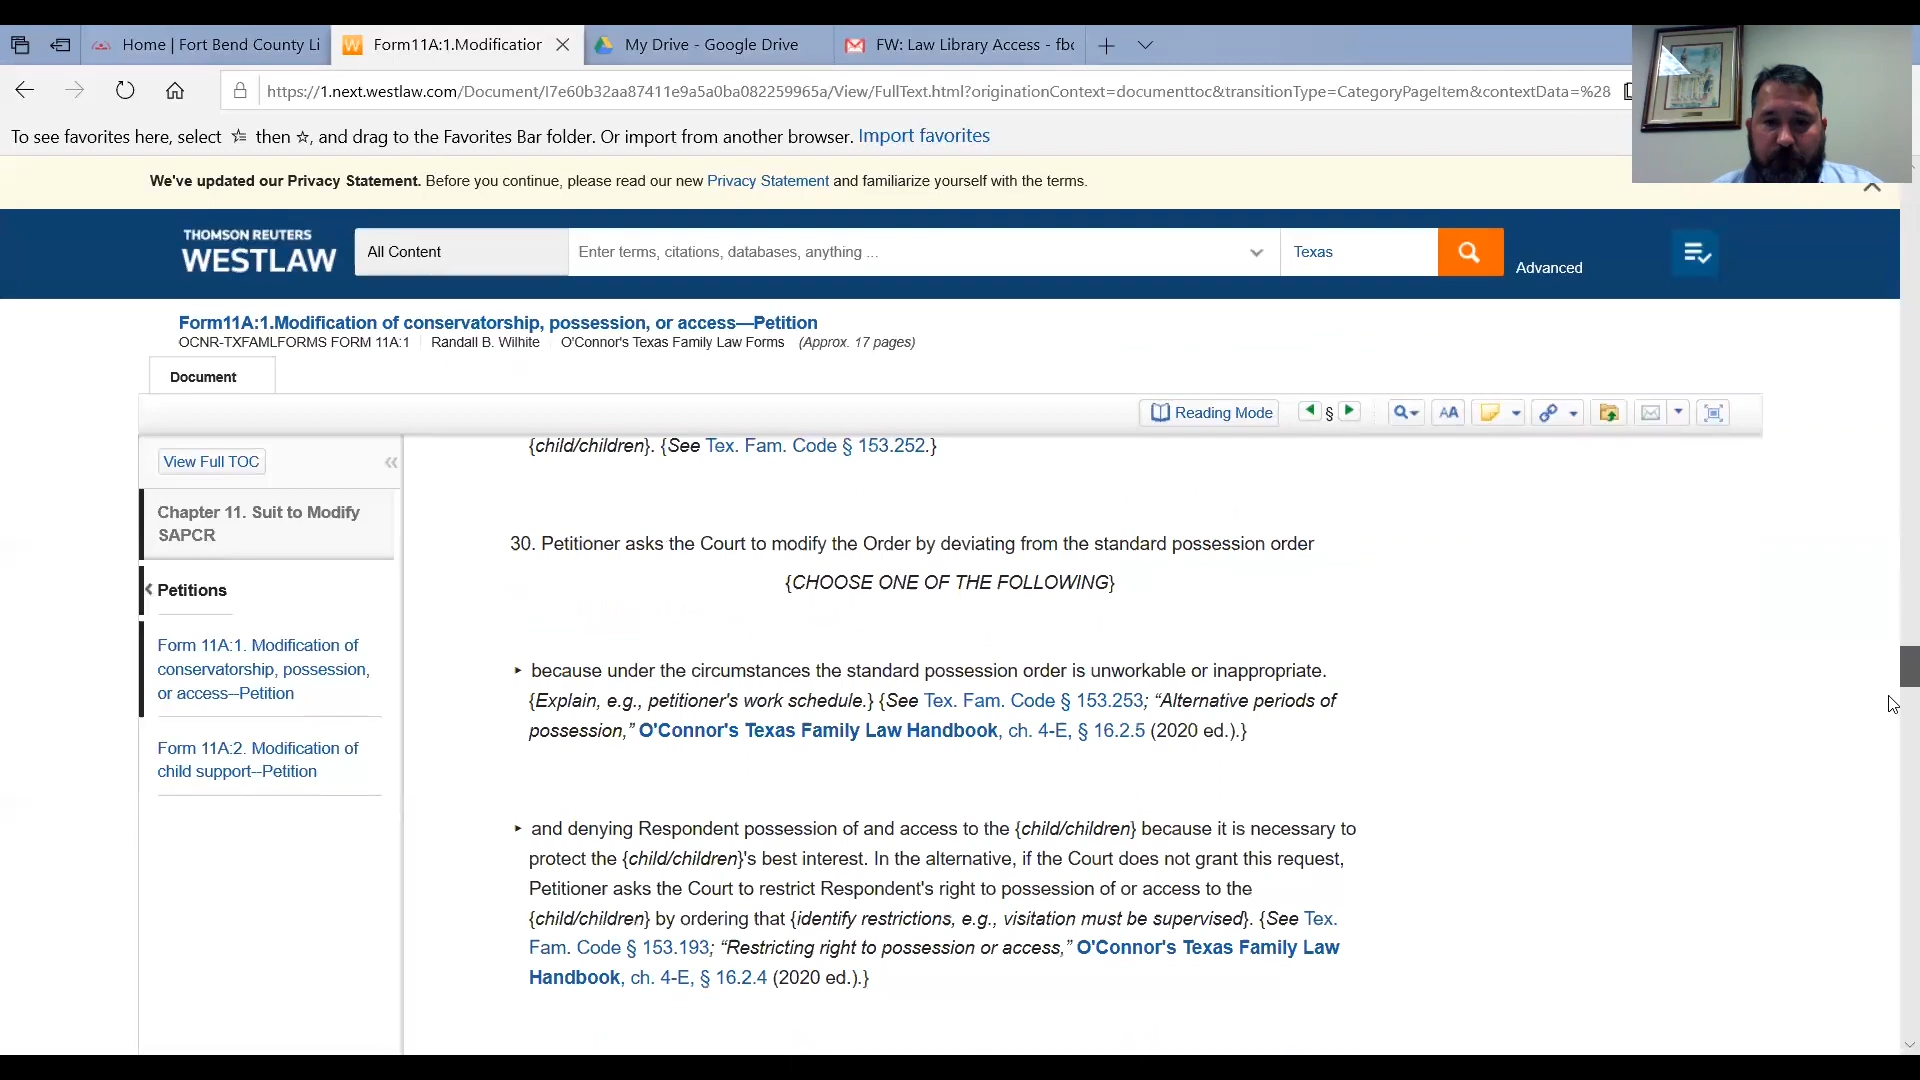 Home | Fort Bend County Li
Form11A:1.Modification
My Drive - Google Drive
FW: Law Library Access - fbc
https://1.next.westlaw.com/Document/I7e60b32aa87411e9a5a0ba082259965a/View/FullText.html?originationContext=documenttoc&transitionType=CategoryPageItem&contextData=%28
To see favorites here, select then , and drag to the Favorites Bar folder. Or import from another browser. Import favorites
We've updated our Privacy Statement. Before you continue, please read our new Privacy Statement and familiarize yourself with the terms.
THOMSON REUTERS
WESTLAW
All Content
Enter terms, citations, databases, anything ...
Texas
Advanced
Form11A:1.Modification of conservatorship, possession, or access—Petition
OCNR-TXFAMLFORMS FORM 11A:1 Randall B. Wilhite O'Connor's Texas Family Law Forms (Approx. 17 pages)
Document
Reading Mode
§
AA
View Full TOC
Chapter 11. Suit to Modify
SAPCR
Petitions
Form 11A:1. Modification of
conservatorship, possession,
or access--Petition
Form 11A:2. Modification of
child support--Petition
{child/children}. {See Tex. Fam. Code § 153.252.}
30. Petitioner asks the Court to modify the Order by deviating from the standard possession order
{CHOOSE ONE OF THE FOLLOWING}
‣ because under the circumstances the standard possession order is unworkable or inappropriate.
{Explain, e.g., petitioner's work schedule.} {See Tex. Fam. Code § 153.253; “Alternative periods of
possession,” O'Connor's Texas Family Law Handbook, ch. 4-E, § 16.2.5 (2020 ed.).}
‣ and denying Respondent possession of and access to the {child/children} because it is necessary to
protect the {child/children}'s best interest. In the alternative, if the Court does not grant this request,
Petitioner asks the Court to restrict Respondent's right to possession of or access to the
{child/children} by ordering that {identify restrictions, e.g., visitation must be supervised}. {See Tex.
Fam. Code § 153.193; “Restricting right to possession or access,” O'Connor's Texas Family Law
Handbook, ch. 4-E, § 16.2.4 (2020 ed.).}